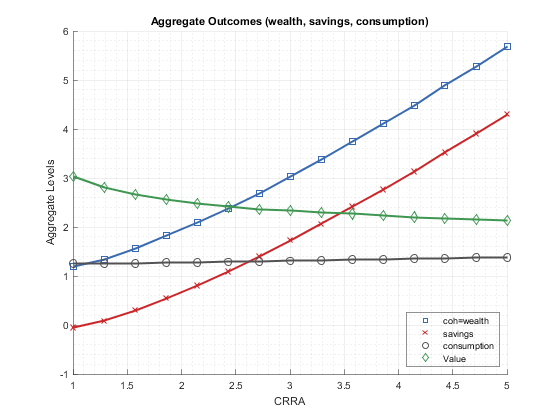 Aggregate Outcomes (wealth, savings, consumption)
6
5
4
3
2
1
0
-1
Aggregate Levels
1
1.5
2
2.5
3
3.5
4
4.5
5
CRRA
coh=wealth
savings
consumption
Value